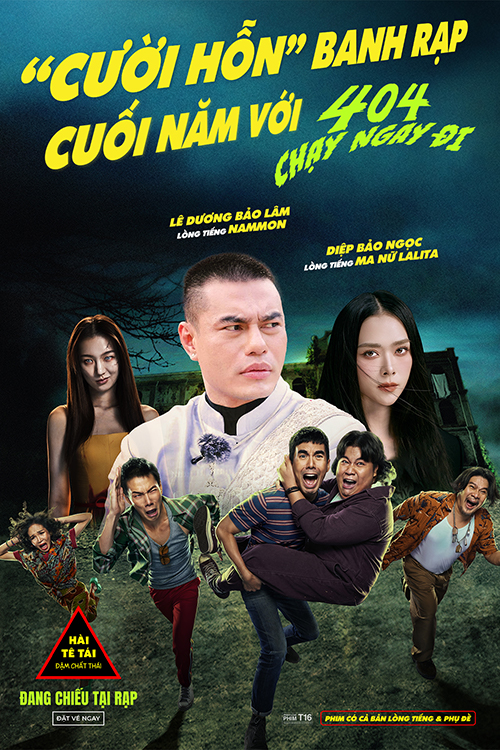 “CƯỜI HỖN” BANH RẠP
CUỐI NĂM VỚI 404
CHẠY NGAY ĐI
LÊ DƯƠNG BẢO LÂM
LỒNG TIẾNG NAMMON
DIỆP BẢO NGỌC
LỒNG TIẾNG MA NỮ LALITA
HÀI
TÊ TÁI
ĐẬM CHẤT THÁI
ĐANG CHIẾU TẠI RẠP
ĐẶT VÉ NGAY
PHIM T16
PHIM CÓ CẢ BẢN LỒNG TIẾNG & PHỤ ĐỀ